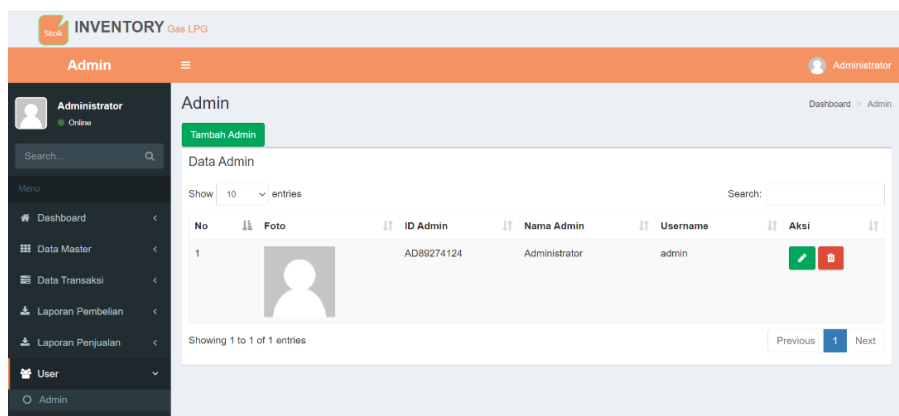 Stok INVENTORY Gas LPG
Admin
Administrator
Administrator
Online
Search...
Menu
Dashboard
Data Master
Data Transaksi
Laporan Pembelian
Laporan Penjualan
User
Admin
Admin
Dashboard > Admin
Tambah Admin
Data Admin
Show 10 entries
Search:
No Foto ID Admin Nama Admin Username Aksi
1 AD89274124 Administrator admin
Showing 1 to 1 of 1 entries
Previous 1 Next